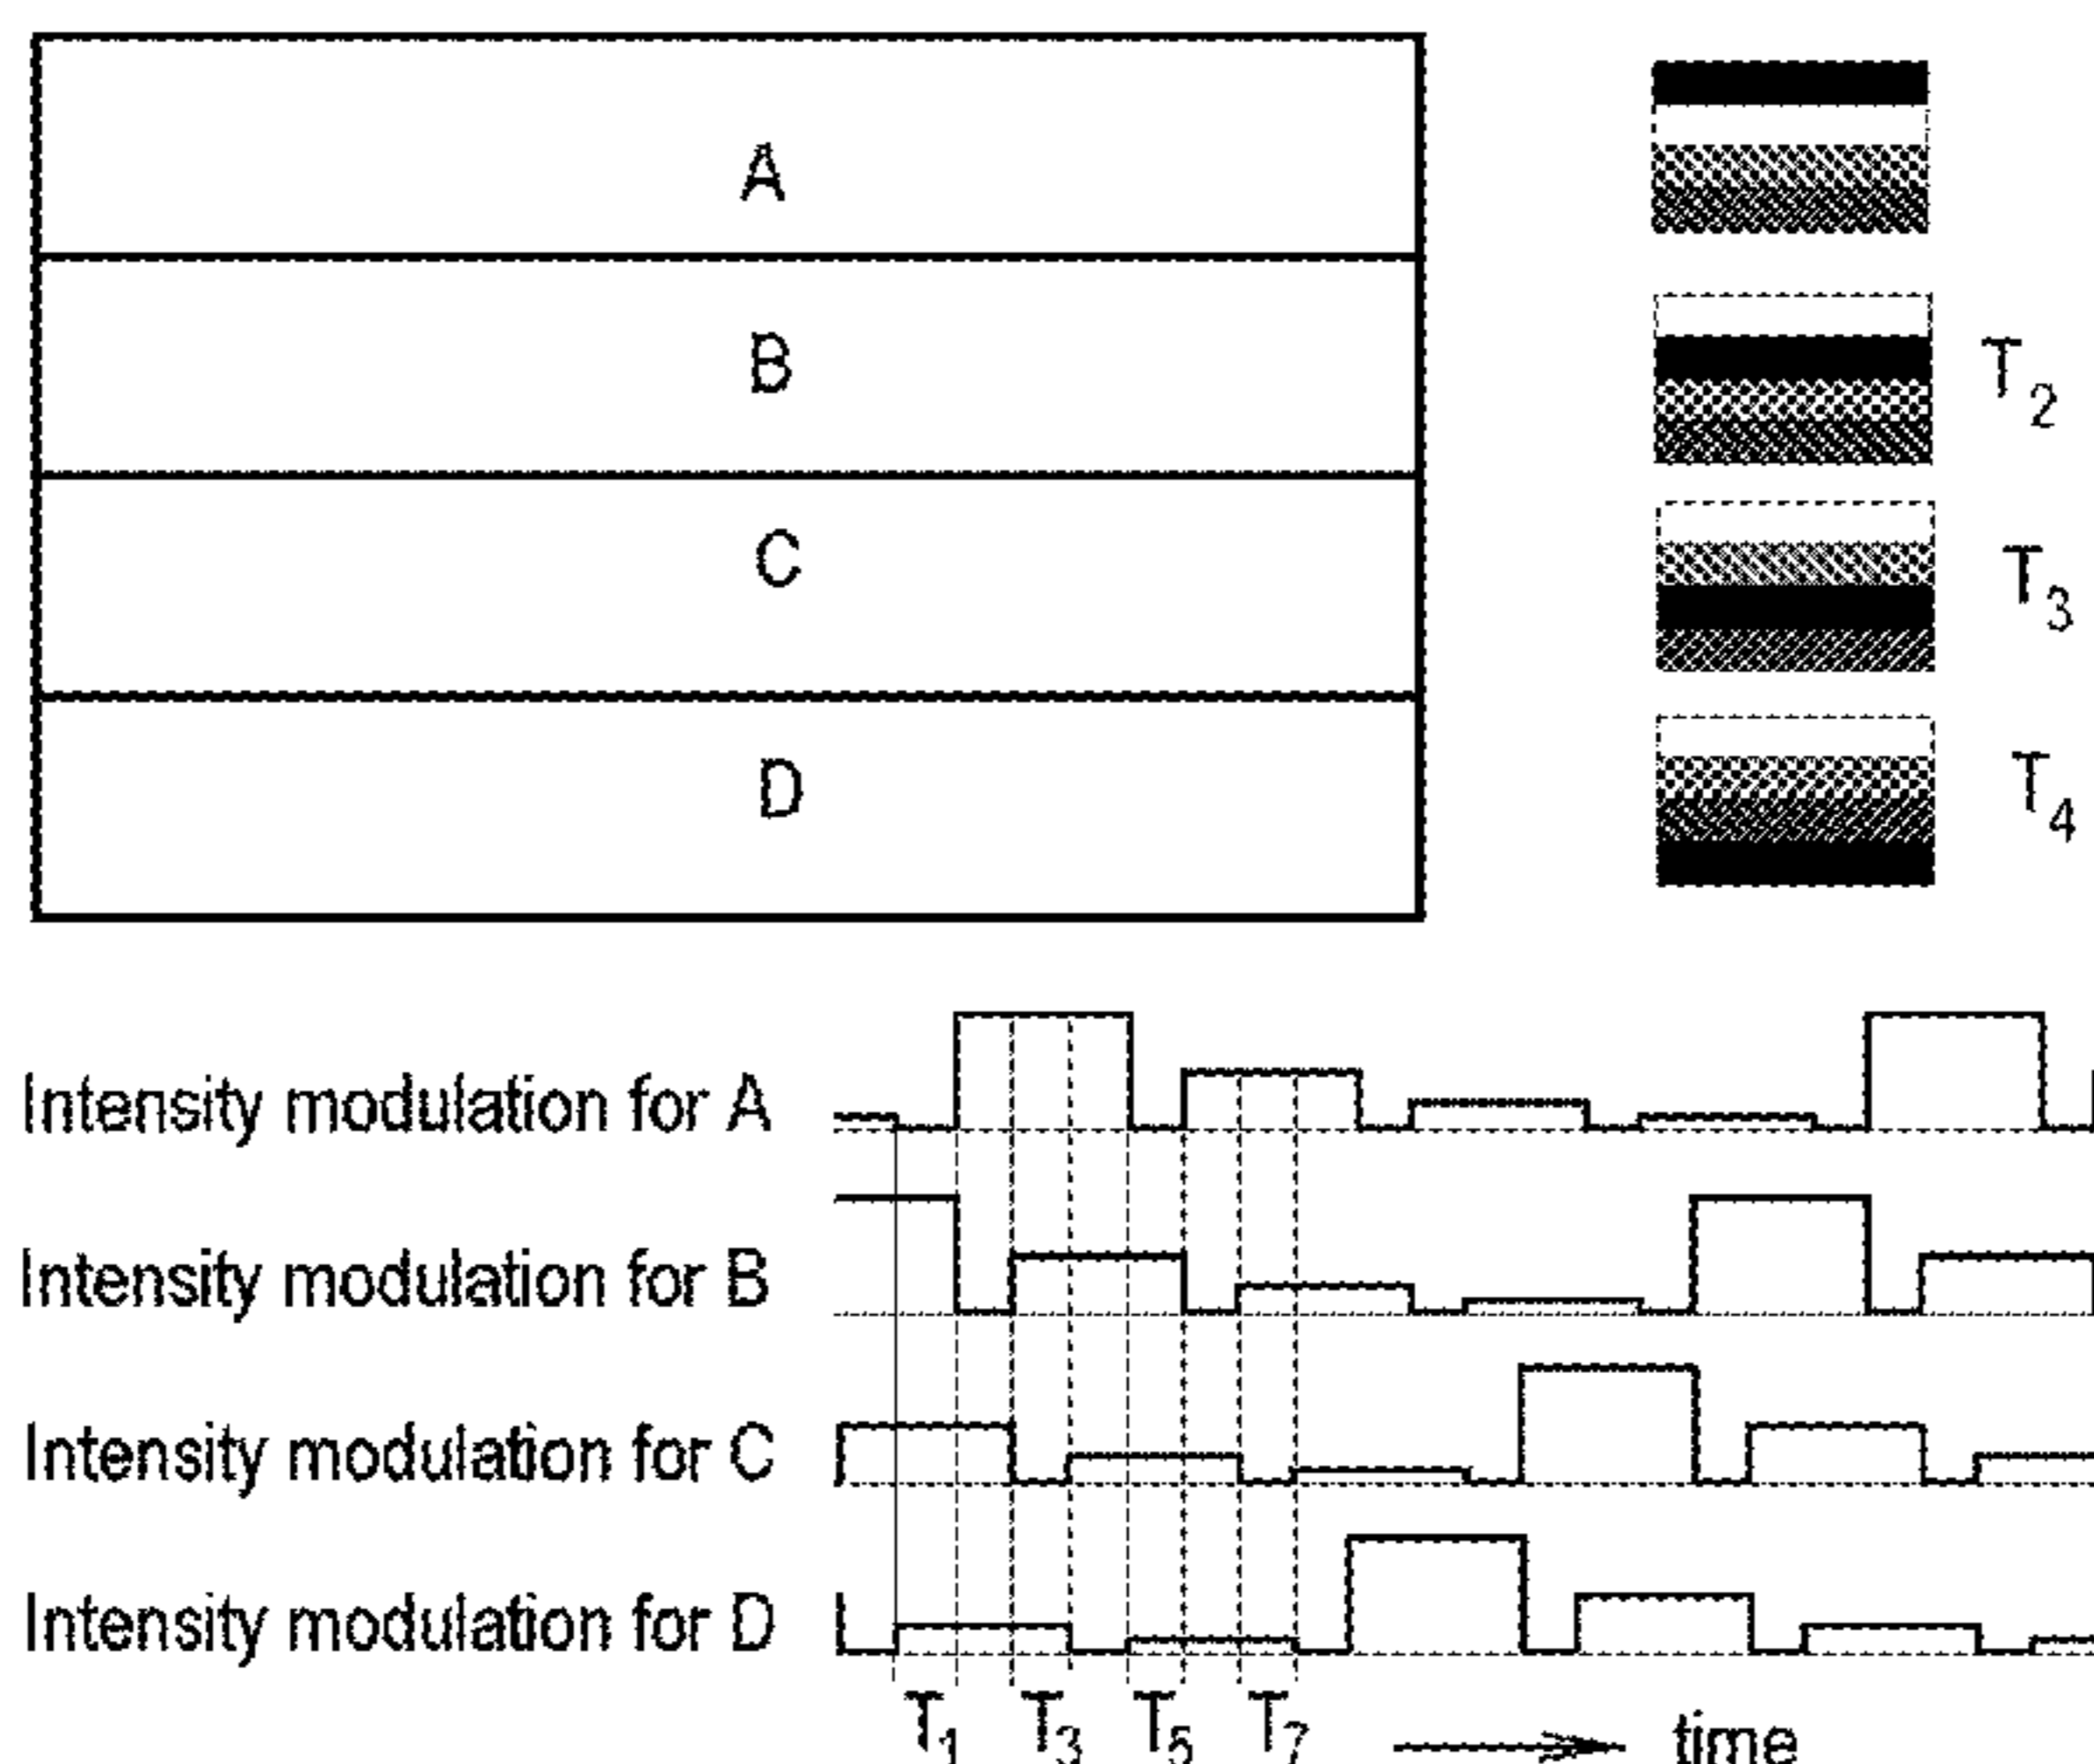 A
B
T2
C
T3
D
T4
Intensity modulation for A
Intensity modulation for B
Intensity modulation for C
Intensity modulation for D
T1 T3 T5 T7 time